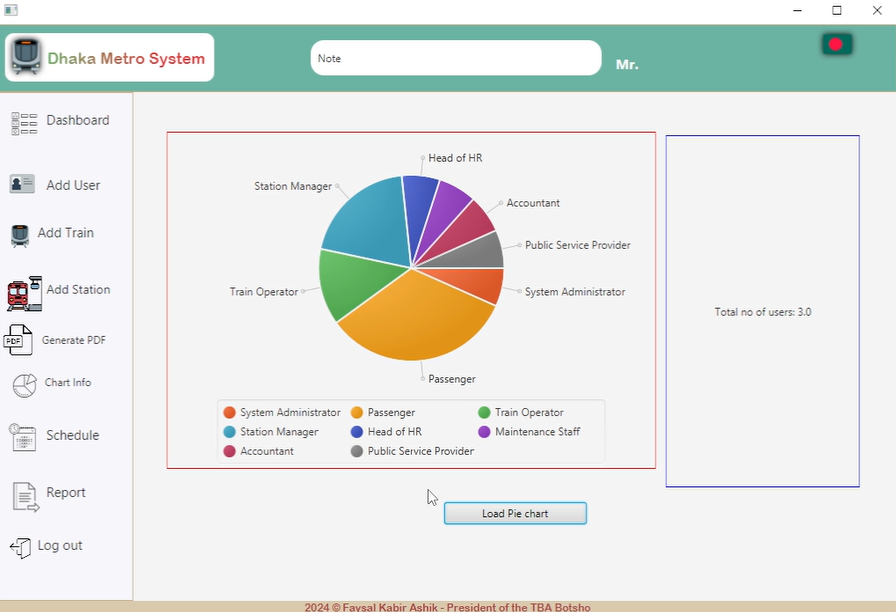 Dhaka Metro System
Note
Mr.
Dashboard
Add User
Add Train
Add Station
PDF
Generate PDF
Chart Info
Schedule
Report
Log out
Head of HR
Station Manager
Accountant
Public Service Provider
Train Operator
System Administrator
Passenger
System Administrator Passenger Train Operator
Station Manager Head of HR Maintenance Staff
Accountant Public Service Provider
Total no of users: 3.0
Load Pie chart
2024 © Faysal Kabir Ashik - President of the TBA Botsho